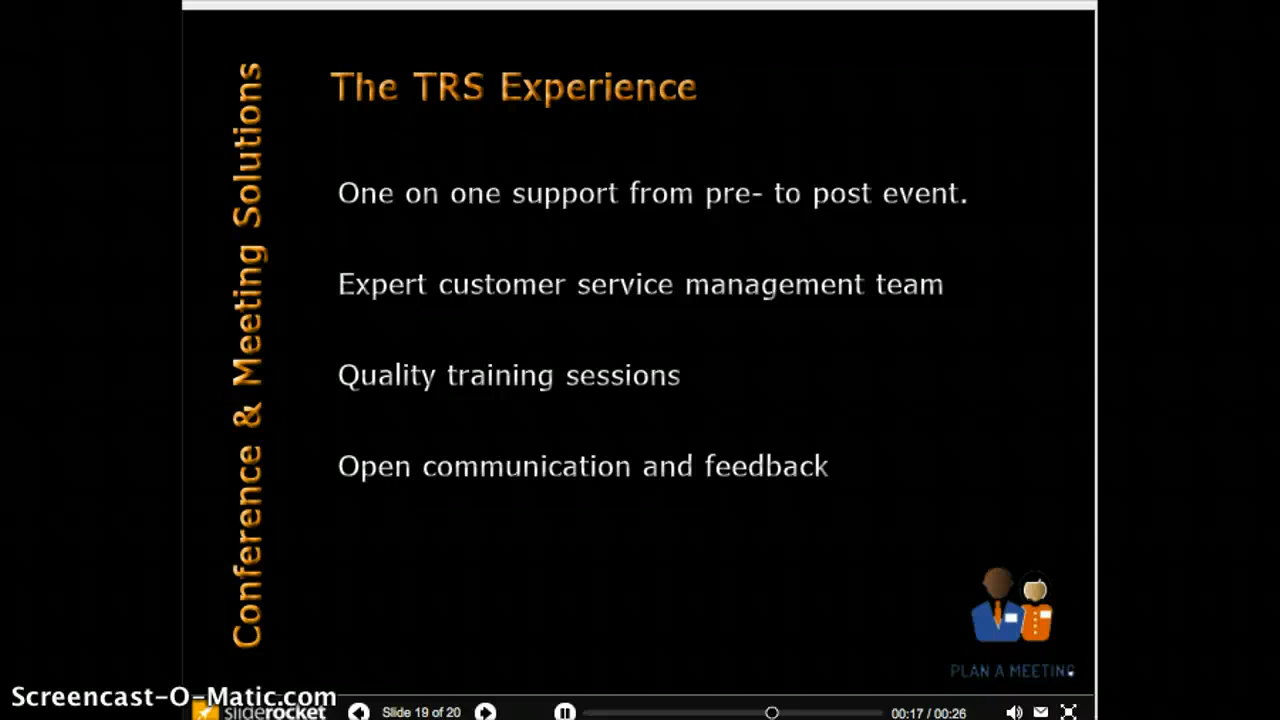 Conference & Meeting Solutions
The TRS Experience
One on one support from pre- to post event.
Expert customer service management team
Quality training sessions
Open communication and feedback
PLAN A MEETING
Screencast-O-Matic.com
sliderocket
Slide 19 of 20
00:17 / 00:26